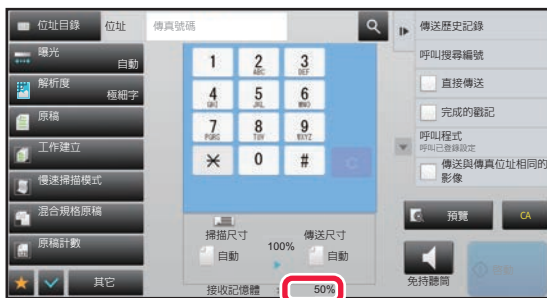 位址目錄
位址
傳真號碼
曝光
自動
解析度
極細字
原稿
工作建立
慢速掃描模式
混合規格原稿
原稿計數
其它
1
2
ABC
3
DEF
4
GHI
5
JKL
6
MNO
7
PQRS
8
TUV
9
WXYZ
0
#
C
掃描尺寸
自動
100%
傳送尺寸
自動
接收記憶體 : 50%
傳送歷史記錄
呼叫搜尋編號
直接傳送
完成的戳記
呼叫程式
呼叫已登錄設定
傳送與傳真位址相同的
影像
預覽
CA
免持聽筒